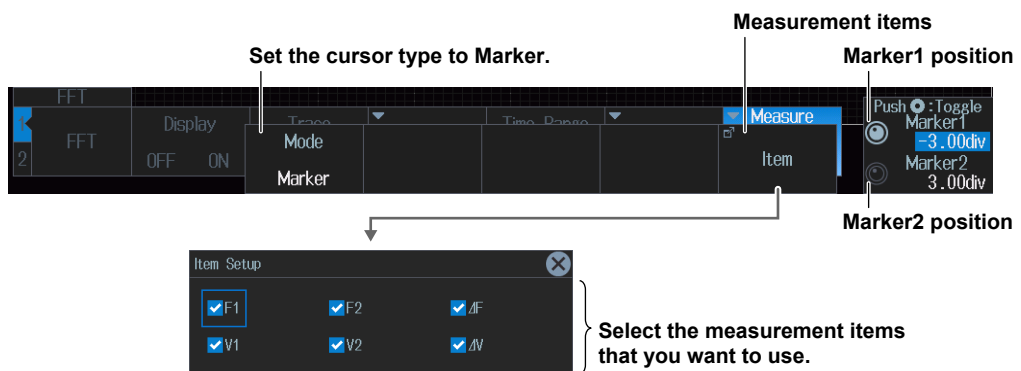 Measurement items
Set the cursor type to Marker.
Marker1 position
FFT
1
FFT
2
Display
OFF ON
Trace
Mode
Marker
Time Range
Measure
Item
Push :Toggle
Marker1
-3.00div
Marker2
3.00div
Marker2 position
Item Setup
F1 F2 ΔF
V1 V2 ΔV
Select the measurement items
that you want to use.